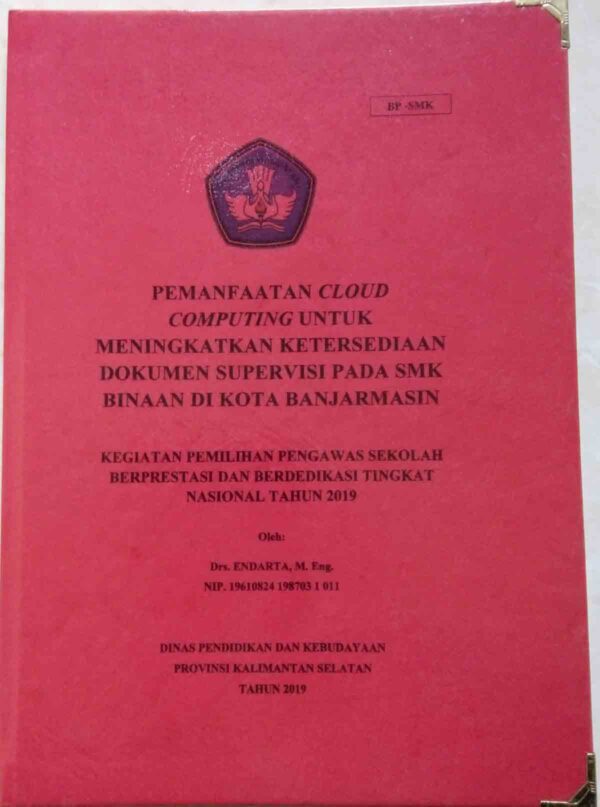 BP -SMK
PEMANFAATAN CLOUD
COMPUTING UNTUK
MENINGKATKAN KETERSEDIAAN
DOKUMEN SUPERVISI PADA SMK
BINAAN DI KOTA BANJARMASIN
KEGIATAN PEMILIHAN PENGAWAS SEKOLAH
BERPRESTASI DAN BERDEDIKASI TINGKAT
NASIONAL TAHUN 2019
Oleh:
Drs. ENDARTA, M. Eng.
NIP. 19610824 198703 1 011
DINAS PENDIDIKAN DAN KEBUDAYAAN
PROVINSI KALIMANTAN SELATAN
TAHUN 2019